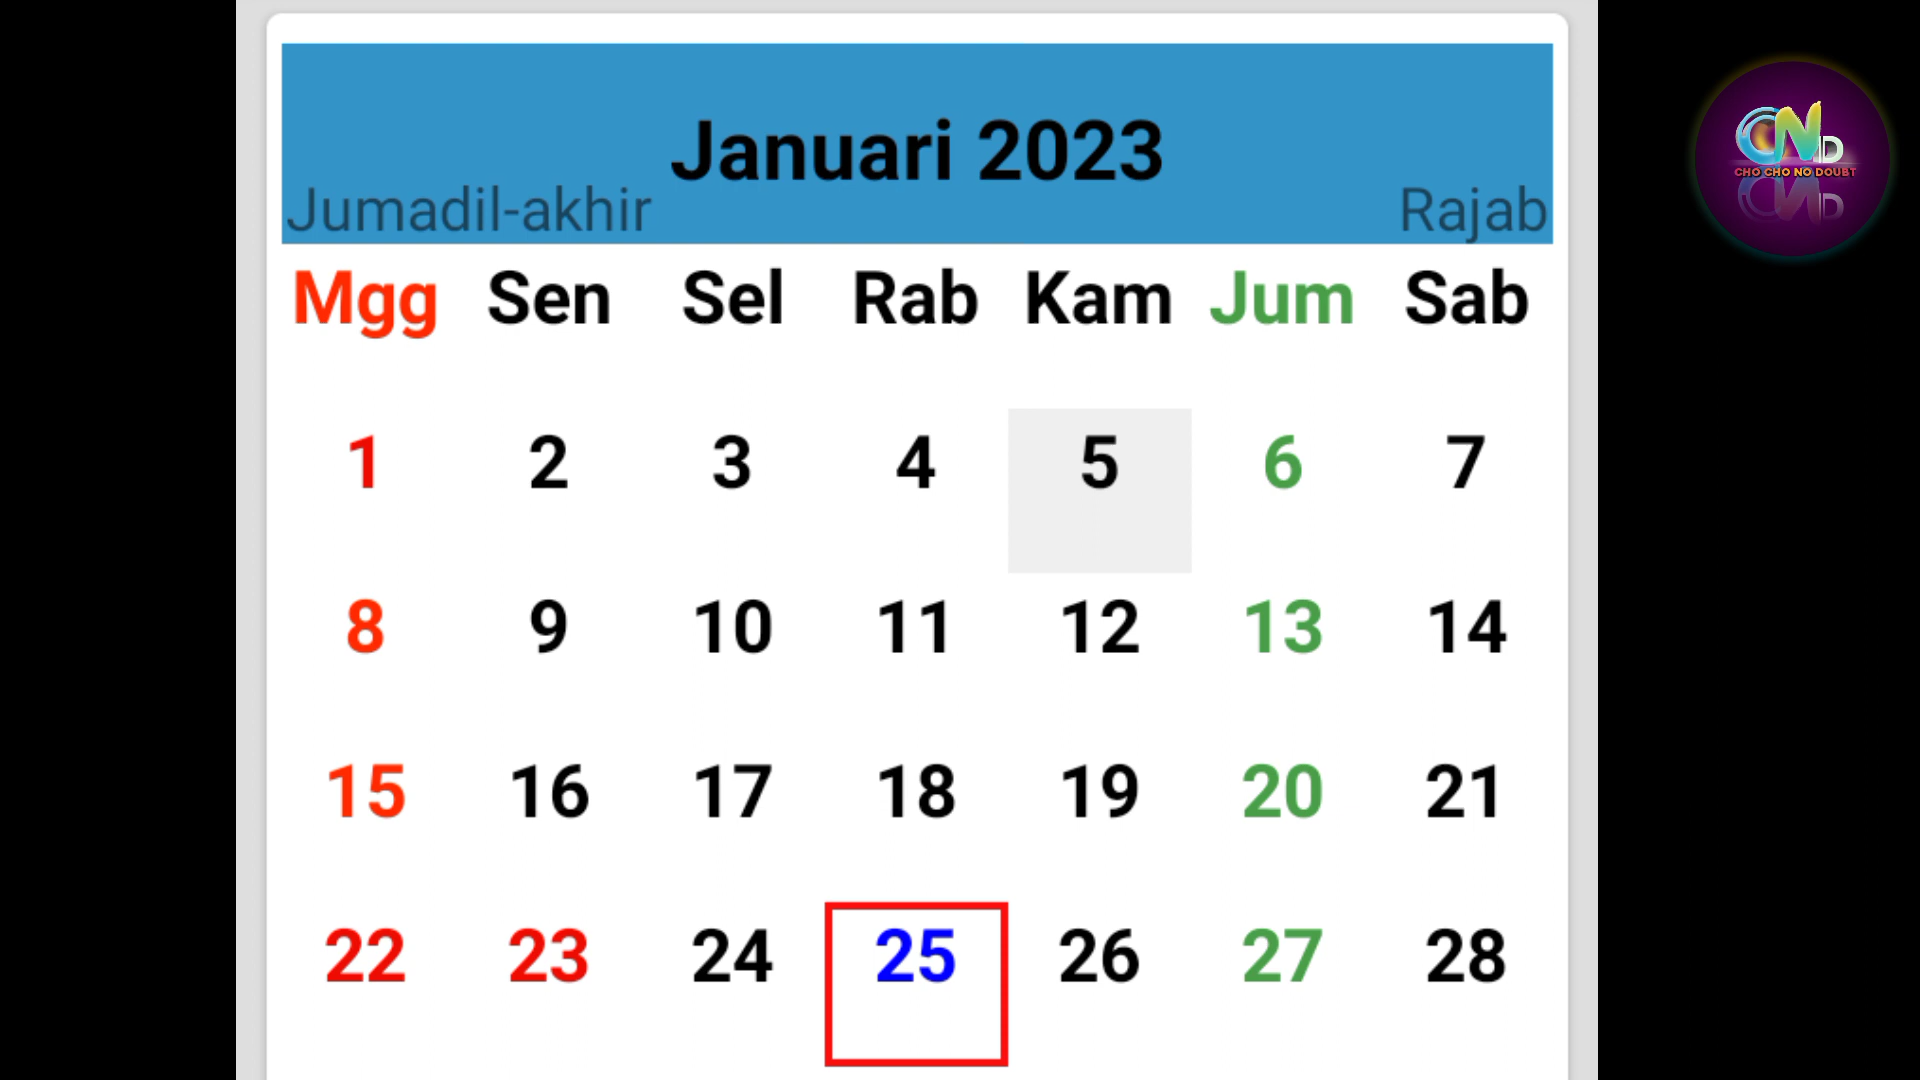 Januari 2023
Jumadil-akhir Rajab
Mgg Sen Sel Rab Kam Jum Sab
1 2 3 4 5 6 7
8 9 10 11 12 13 14
15 16 17 18 19 20 21
22 23 24 25 26 27 28
CND
CHO CHO NO DOUBT